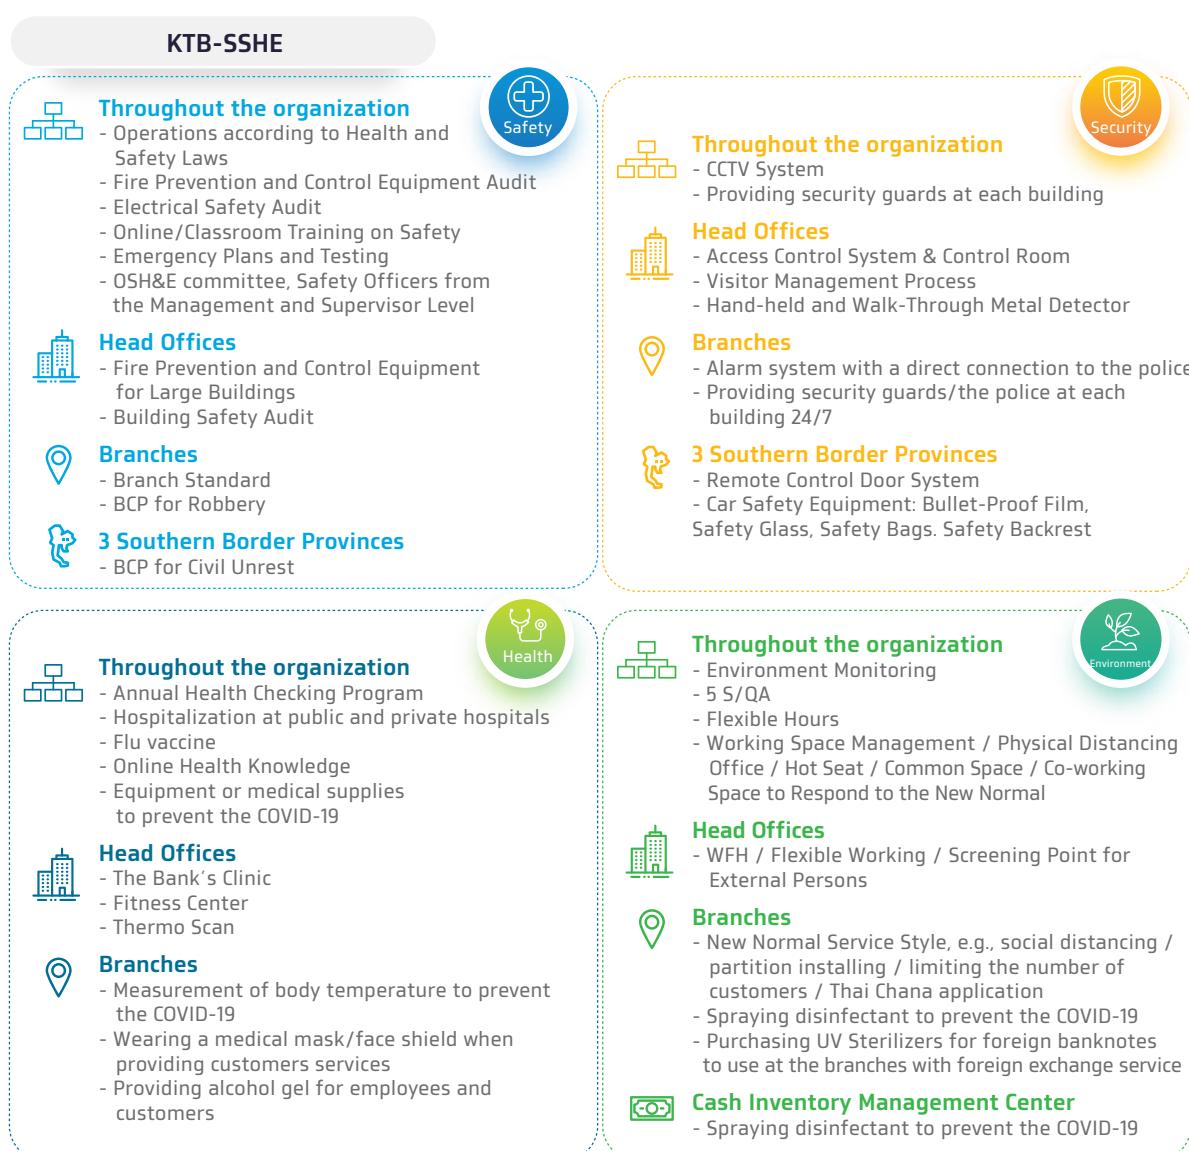 KTB-SSHE
Safety
Throughout the organization
- Operations according to Health and
Safety Laws
- Fire Prevention and Control Equipment Audit
- Electrical Safety Audit
- Online/Classroom Training on Safety
- Emergency Plans and Testing
- OSH&E committee, Safety Officers from
the Management and Supervisor Level
Head Offices
- Fire Prevention and Control Equipment
for Large Buildings
- Building Safety Audit
Branches
- Branch Standard
- BCP for Robbery
3 Southern Border Provinces
- BCP for Civil Unrest
Security
Throughout the organization
- CCTV System
- Providing security guards at each building
Head Offices
- Access Control System & Control Room
- Visitor Management Process
- Hand-held and Walk-Through Metal Detector
Branches
- Alarm system with a direct connection to the police
- Providing security guards/the police at each
building 24/7
3 Southern Border Provinces
- Remote Control Door System
- Car Safety Equipment: Bullet-Proof Film,
Safety Glass, Safety Bags. Safety Backrest
Health
Throughout the organization
- Annual Health Checking Program
- Hospitalization at public and private hospitals
- Flu vaccine
- Online Health Knowledge
- Equipment or medical supplies
to prevent the COVID-19
Head Offices
- The Bank's Clinic
- Fitness Center
- Thermo Scan
Branches
- Measurement of body temperature to prevent
the COVID-19
- Wearing a medical mask/face shield when
providing customers services
- Providing alcohol gel for employees and
customers
Environment
Throughout the organization
- Environment Monitoring
- 5 S/QA
- Flexible Hours
- Working Space Management / Physical Distancing
Office / Hot Seat / Common Space / Co-working
Space to Respond to the New Normal
Head Offices
- WFH / Flexible Working / Screening Point for
External Persons
Branches
- New Normal Service Style, e.g., social distancing /
partition installing / limiting the number of
customers / Thai Chana application
- Spraying disinfectant to prevent the COVID-19
- Purchasing UV Sterilizers for foreign banknotes
to use at the branches with foreign exchange service
Cash Inventory Management Center
- Spraying disinfectant to prevent the COVID-19